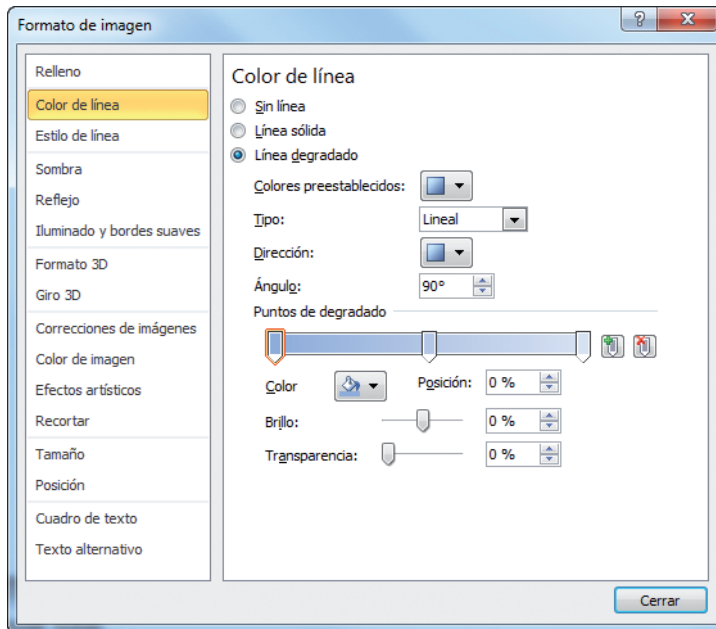 Formato de imagen
Relleno
Color de línea
Estilo de línea
Sombra
Reflejo
Iluminado y bordes suaves
Formato 3D
Giro 3D
Correcciones de imágenes
Color de imagen
Efectos artísticos
Recortar
Tamaño
Posición
Cuadro de texto
Texto alternativo
Color de línea
Sin línea
Línea sólida
Línea degradado
Colores preestablecidos:
Tipo: Lineal
Dirección:
Ángulo: 90°
Puntos de degradado
Color Posición: 0 %
Brillo: 0 %
Transparencia: 0 %
Cerrar